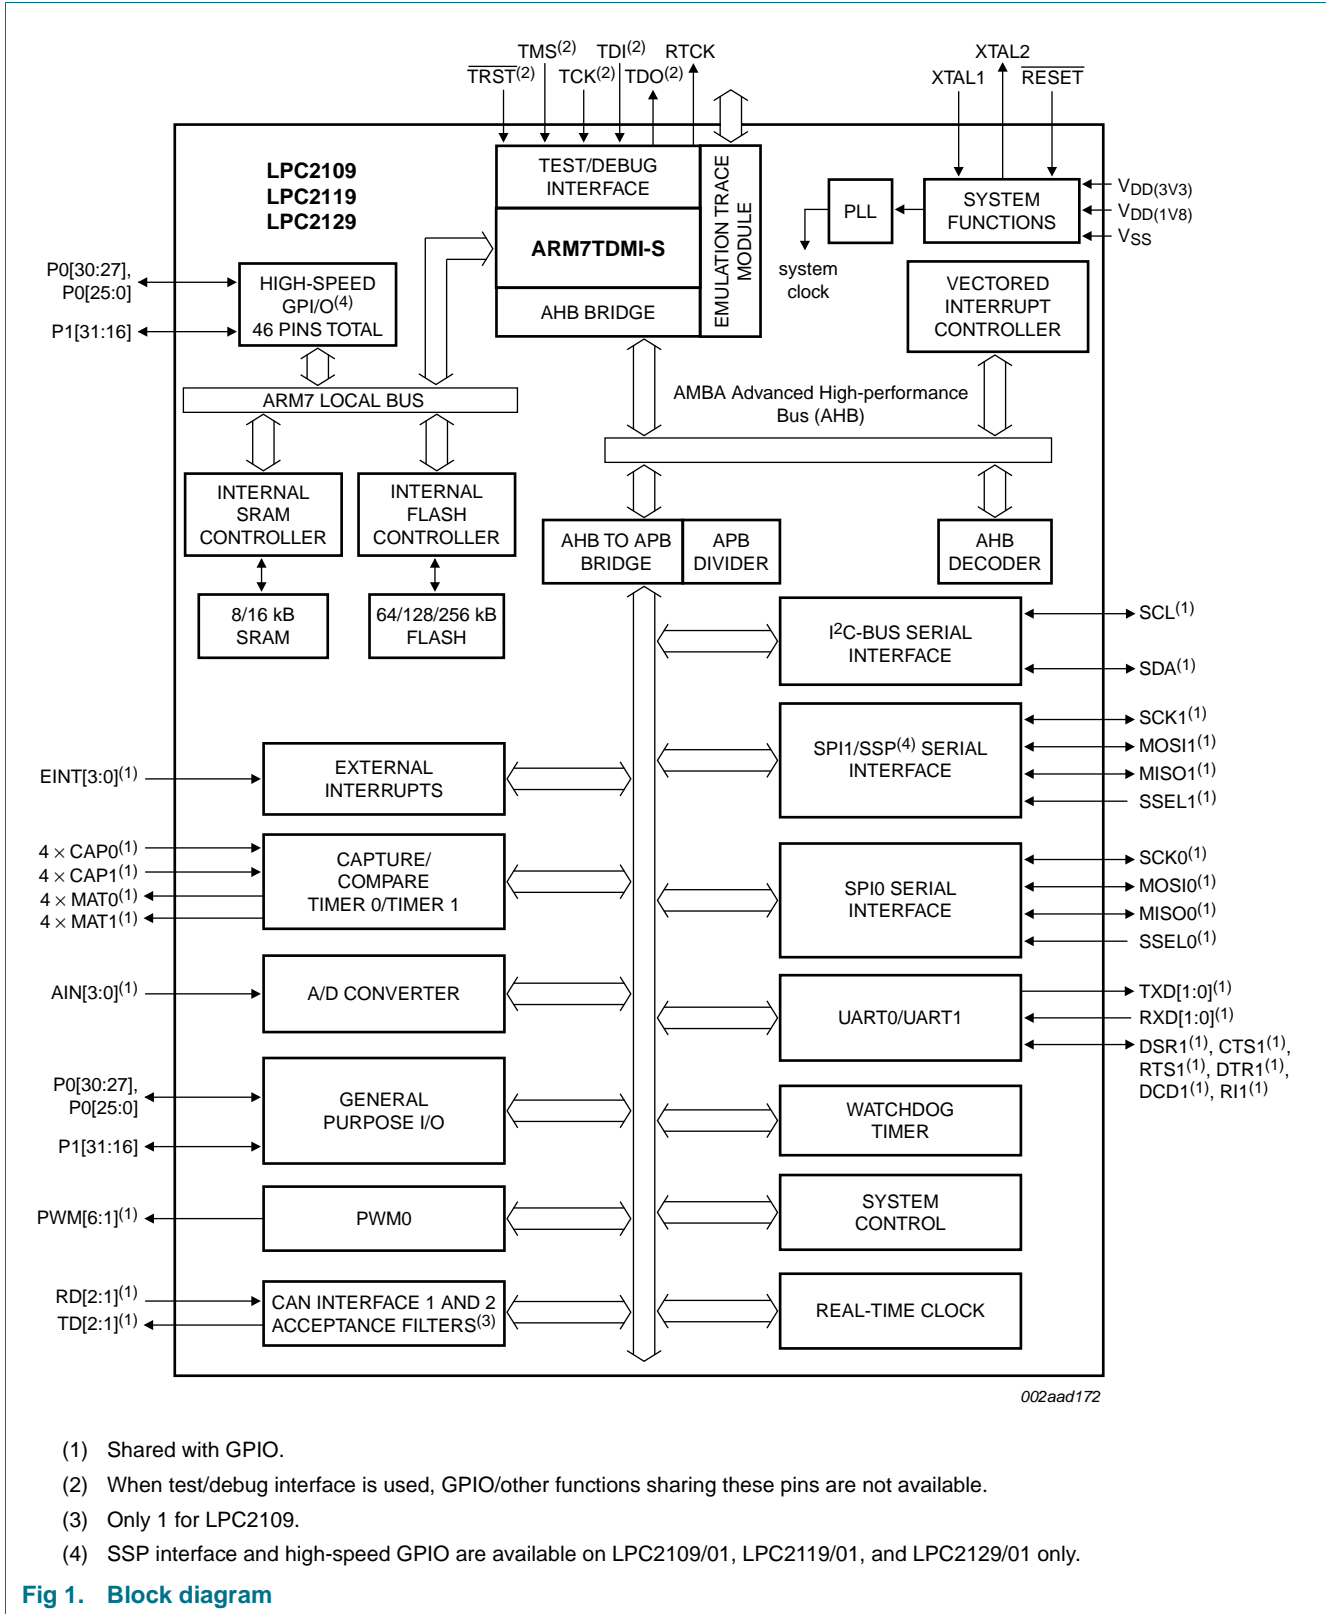 TMS(2) TDI(2) RTCK
TRST(2) TCK(2) TDO(2)
XTAL2
XTAL1 RESET
LPC2109
LPC2119
LPC2129
TEST/DEBUG
INTERFACE
ARM7TDMI-S
AHB BRIDGE
EMULATION TRACE
MODULE
PLL
SYSTEM
FUNCTIONS
VDD(3V3)
VDD(1V8)
VSS
system
clock
P0[30:27],
P0[25:0]
P1[31:16]
HIGH-SPEED
GPI/O(4)
46 PINS TOTAL
VECTORED
INTERRUPT
CONTROLLER
ARM7 LOCAL BUS
AMBA Advanced High-performance
Bus (AHB)
INTERNAL
SRAM
CONTROLLER
INTERNAL
FLASH
CONTROLLER
8/16 kB
SRAM
64/128/256 kB
FLASH
AHB TO APB
BRIDGE
APB
DIVIDER
AHB
DECODER
I2C-BUS SERIAL
INTERFACE
SCL(1)
SDA(1)
SPI1/SSP(4) SERIAL
INTERFACE
SCK1(1)
MOSI1(1)
MISO1(1)
SSEL1(1)
EINT[3:0](1)
EXTERNAL
INTERRUPTS
4 × CAP0(1)
4 × CAP1(1)
4 × MAT0(1)
4 × MAT1(1)
CAPTURE/
COMPARE
TIMER 0/TIMER 1
SPI0 SERIAL
INTERFACE
SCK0(1)
MOSI0(1)
MISO0(1)
SSEL0(1)
AIN[3:0](1)
A/D CONVERTER
UART0/UART1
TXD[1:0](1)
RXD[1:0](1)
DSR1(1), CTS1(1),
RTS1(1), DTR1(1),
DCD1(1), RI1(1)
P0[30:27],
P0[25:0]
P1[31:16]
GENERAL
PURPOSE I/O
WATCHDOG
TIMER
PWM[6:1](1)
PWM0
SYSTEM
CONTROL
RD[2:1](1)
TD[2:1](1)
CAN INTERFACE 1 AND 2
ACCEPTANCE FILTERS(3)
REAL-TIME CLOCK
002aad172
(1) Shared with GPIO.
(2) When test/debug interface is used, GPIO/other functions sharing these pins are not available.
(3) Only 1 for LPC2109.
(4) SSP interface and high-speed GPIO are available on LPC2109/01, LPC2119/01, and LPC2129/01 only.
Fig 1. Block diagram